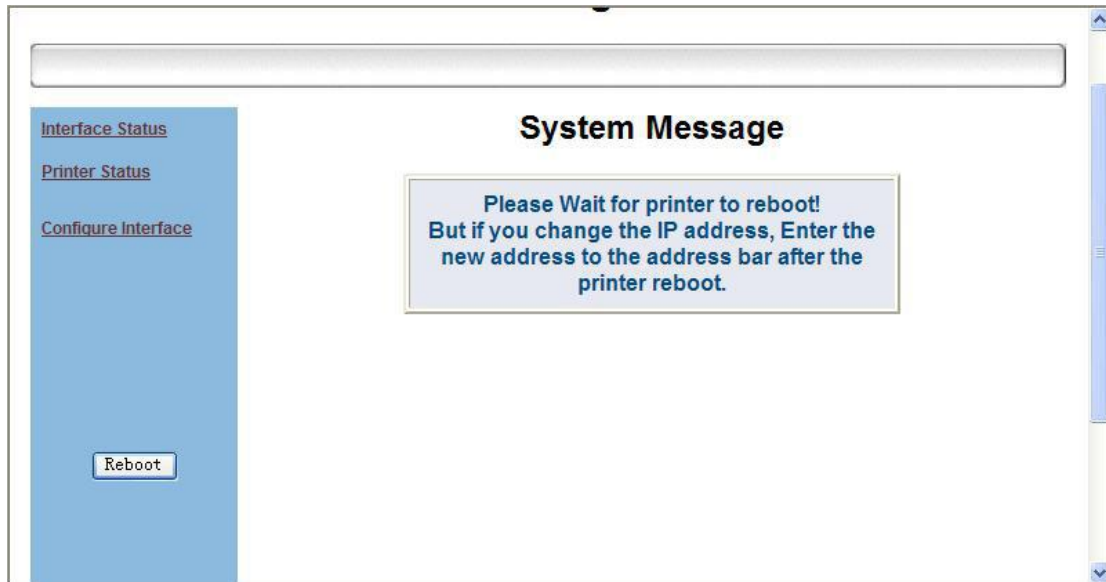 Interface Status
Printer Status
Configure Interface
Reboot
System Message
Please Wait for printer to reboot!
But if you change the IP address, Enter the
new address to the address bar after the
printer reboot.